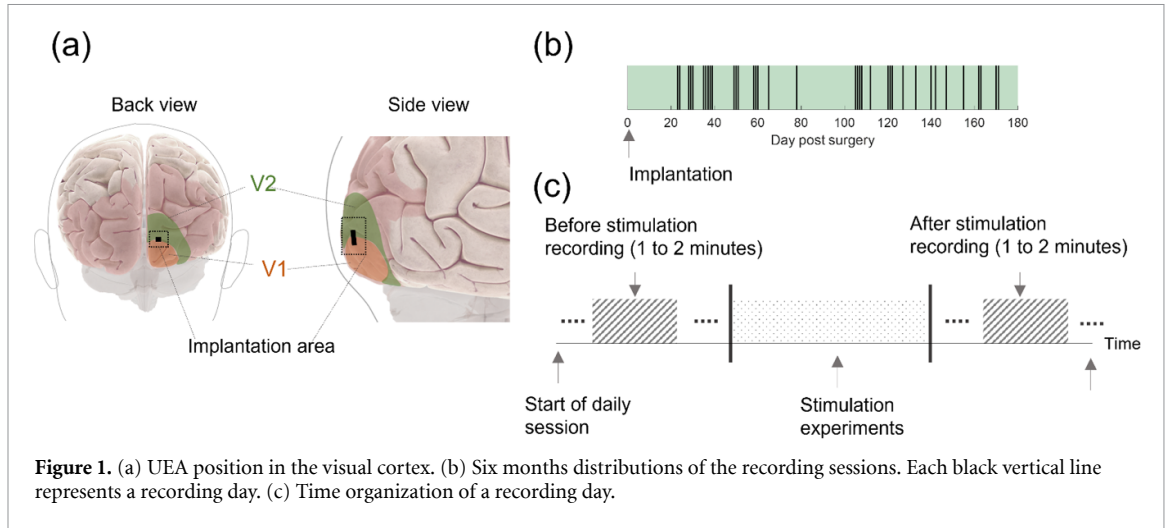 (a)
Back view
Side view
V2
V1
Implantation area
(b)
0 20 40 60 80 100 120 140 160 180
Day post surgery
Implantation
(c)
Before stimulation
recording (1 to 2 minutes)
After stimulation
recording (1 to 2 minutes)
Time
Start of daily
session
Stimulation
experiments
Figure 1. (a) UEA position in the visual cortex. (b) Six months distributions of the recording sessions. Each black vertical line
represents a recording day. (c) Time organization of a recording day.